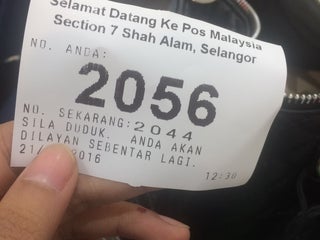 Selamat Datang Ke Pos Malaysia
Section 7 Shah Alam, Selangor
NO. ANDA:
2056
NO. SEKARANG:2044
SILA DUDUK. ANDA AKAN
DILAYAN SEBENTAR LAGI.
2016 12:30